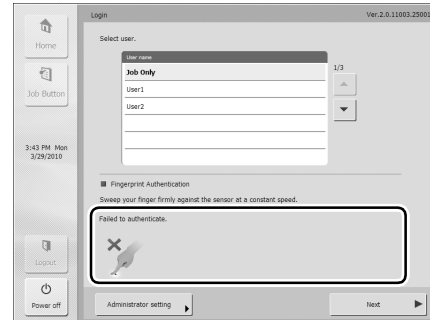 Login
Ver.2.0.11003.25001
Home
Job Button
3:43 PM Mon
3/29/2010
Logout
Power off
Select user.
User name
Job Only
User1
User2
1/3
Fingerprint Authentication
Sweep your finger firmly against the sensor at a constant speed.
Failed to authenticate.
Administrator setting
Next